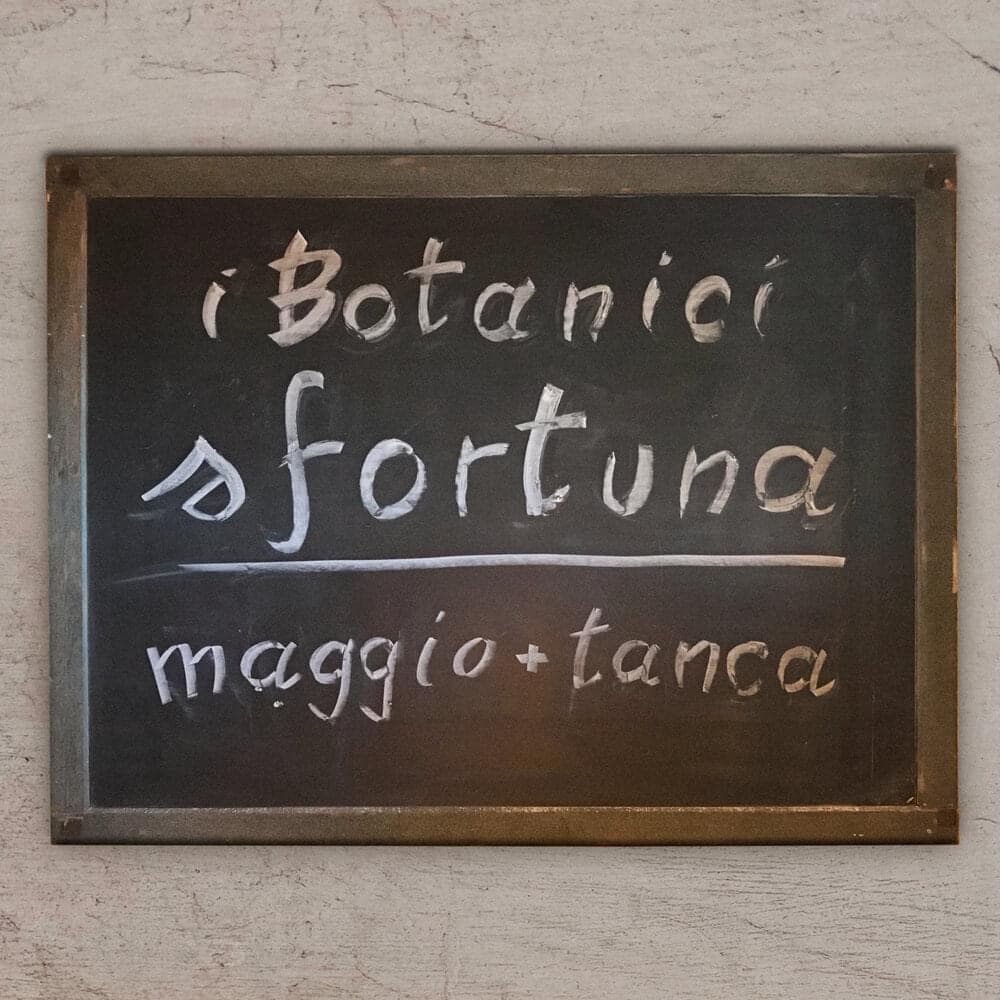 i Botanici
sfortuna
maggio + tanca